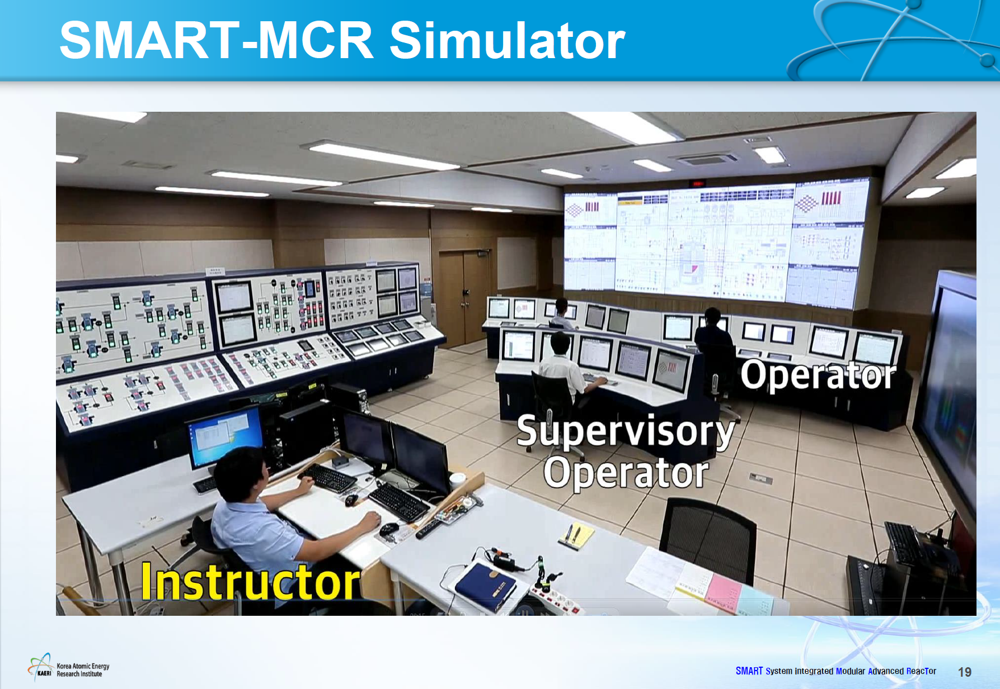 SMART-MCR Simulator
Operator
Supervisory
Operator
Instructor
KAERI
Korea Atomic Energy
Research Institute
SMART System integrated Modular Advanced ReacTor
19